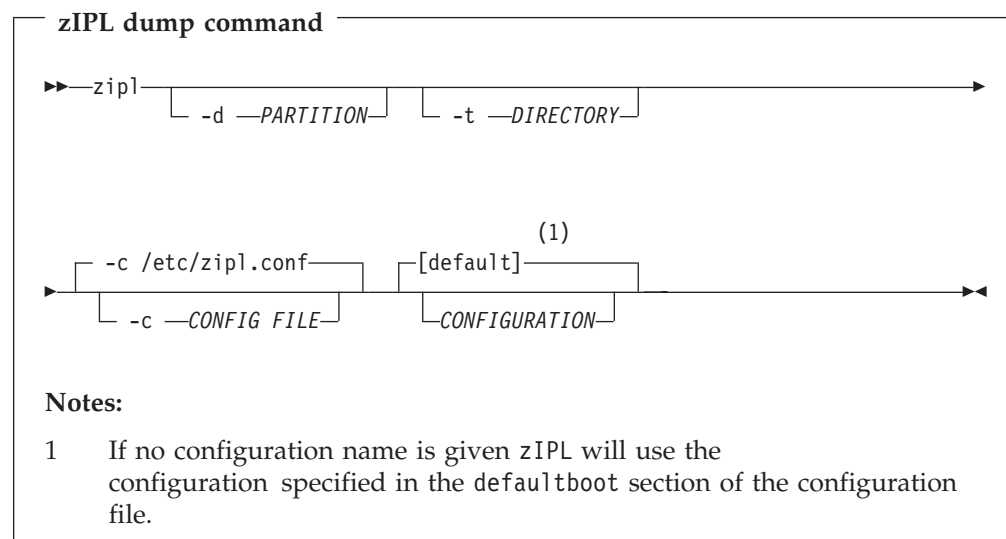 zIPL dump command
zipl
-d PARTITION -t DIRECTORY
(1)
-c /etc/zipl.conf [default]
-c CONFIG FILE CONFIGURATION
Notes:
1 If no configuration name is given zIPL will use the
configuration specified in the defaultboot section of the configuration
file.